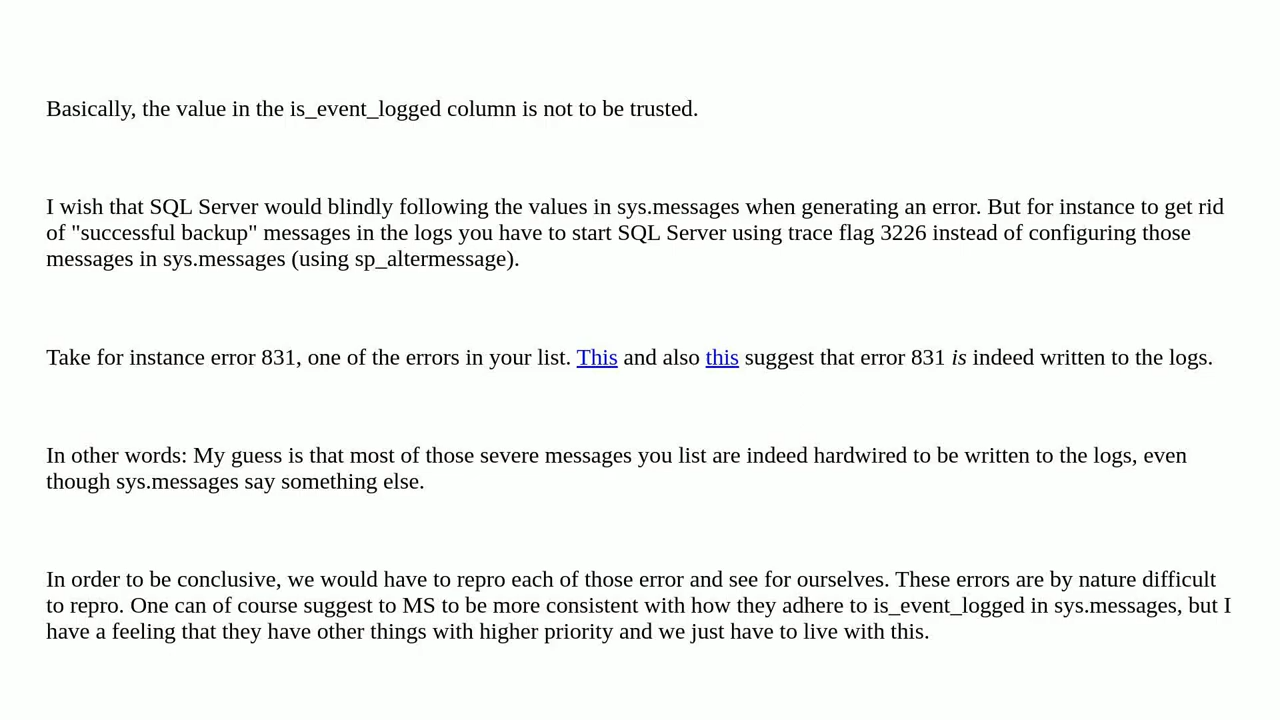 Basically, the value in the is_event_logged column is not to be trusted.
I wish that SQL Server would blindly following the values in sys.messages when generating an error. But for instance to get rid
of "successful backup" messages in the logs you have to start SQL Server using trace flag 3226 instead of configuring those
messages in sys.messages (using sp_altermessage).
Take for instance error 831, one of the errors in your list. This and also this suggest that error 831 is indeed written to the logs.
In other words: My guess is that most of those severe messages you list are indeed hardwired to be written to the logs, even
though sys.messages say something else.
In order to be conclusive, we would have to repro each of those error and see for ourselves. These errors are by nature difficult
to repro. One can of course suggest to MS to be more consistent with how they adhere to is_event_logged in sys.messages, but I
have a feeling that they have other things with higher priority and we just have to live with this.